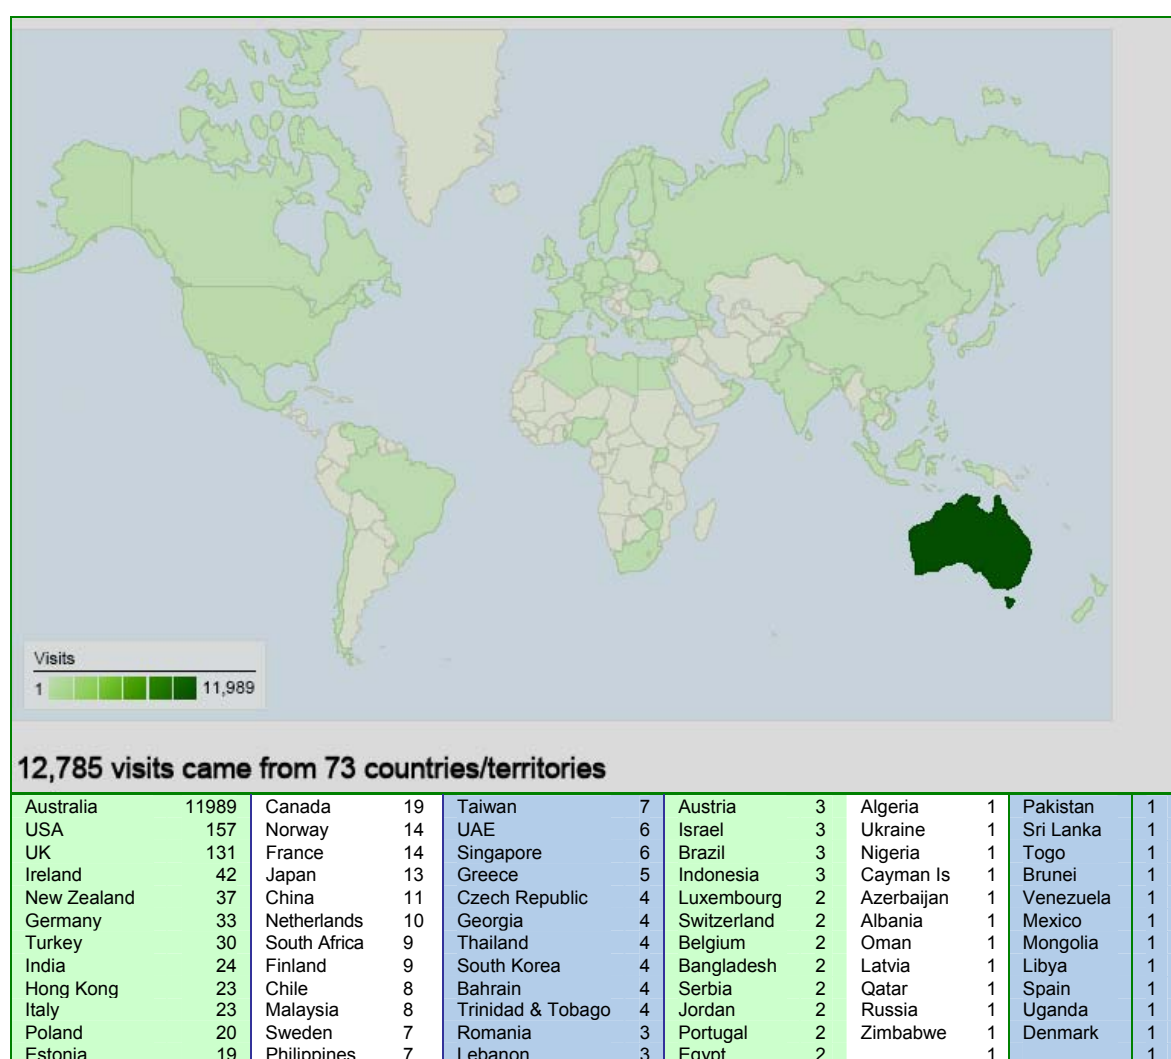 Visits
1 11,989
12,785 visits came from 73 countries/territories
Australia 11989 Canada 19 Taiwan 7 Austria 3 Algeria 1 Pakistan 1
USA 157 Norway 14 UAE 6 Israel 3 Ukraine 1 Sri Lanka 1
UK 131 France 14 Singapore 6 Brazil 3 Nigeria 1 Togo 1
Ireland 42 Japan 13 Greece 5 Indonesia 3 Cayman Is 1 Brunei 1
New Zealand 37 China 11 Czech Republic 4 Luxembourg 2 Azerbaijan 1 Venezuela 1
Germany 33 Netherlands 10 Georgia 4 Switzerland 2 Albania 1 Mexico 1
Turkey 30 South Africa 9 Thailand 4 Belgium 2 Oman 1 Mongolia 1
India 24 Finland 9 South Korea 4 Bangladesh 2 Latvia 1 Libya 1
Hong Kong 23 Chile 8 Bahrain 4 Serbia 2 Qatar 1 Spain 1
Italy 23 Malaysia 8 Trinidad & Tobago 4 Jordan 2 Russia 1 Uganda 1
Poland 20 Sweden 7 Romania 3 Portugal 2 Zimbabwe 1 Denmark 1
Estonia 19 Philippines 7 Lebanon 3 Egypt 2 1 1